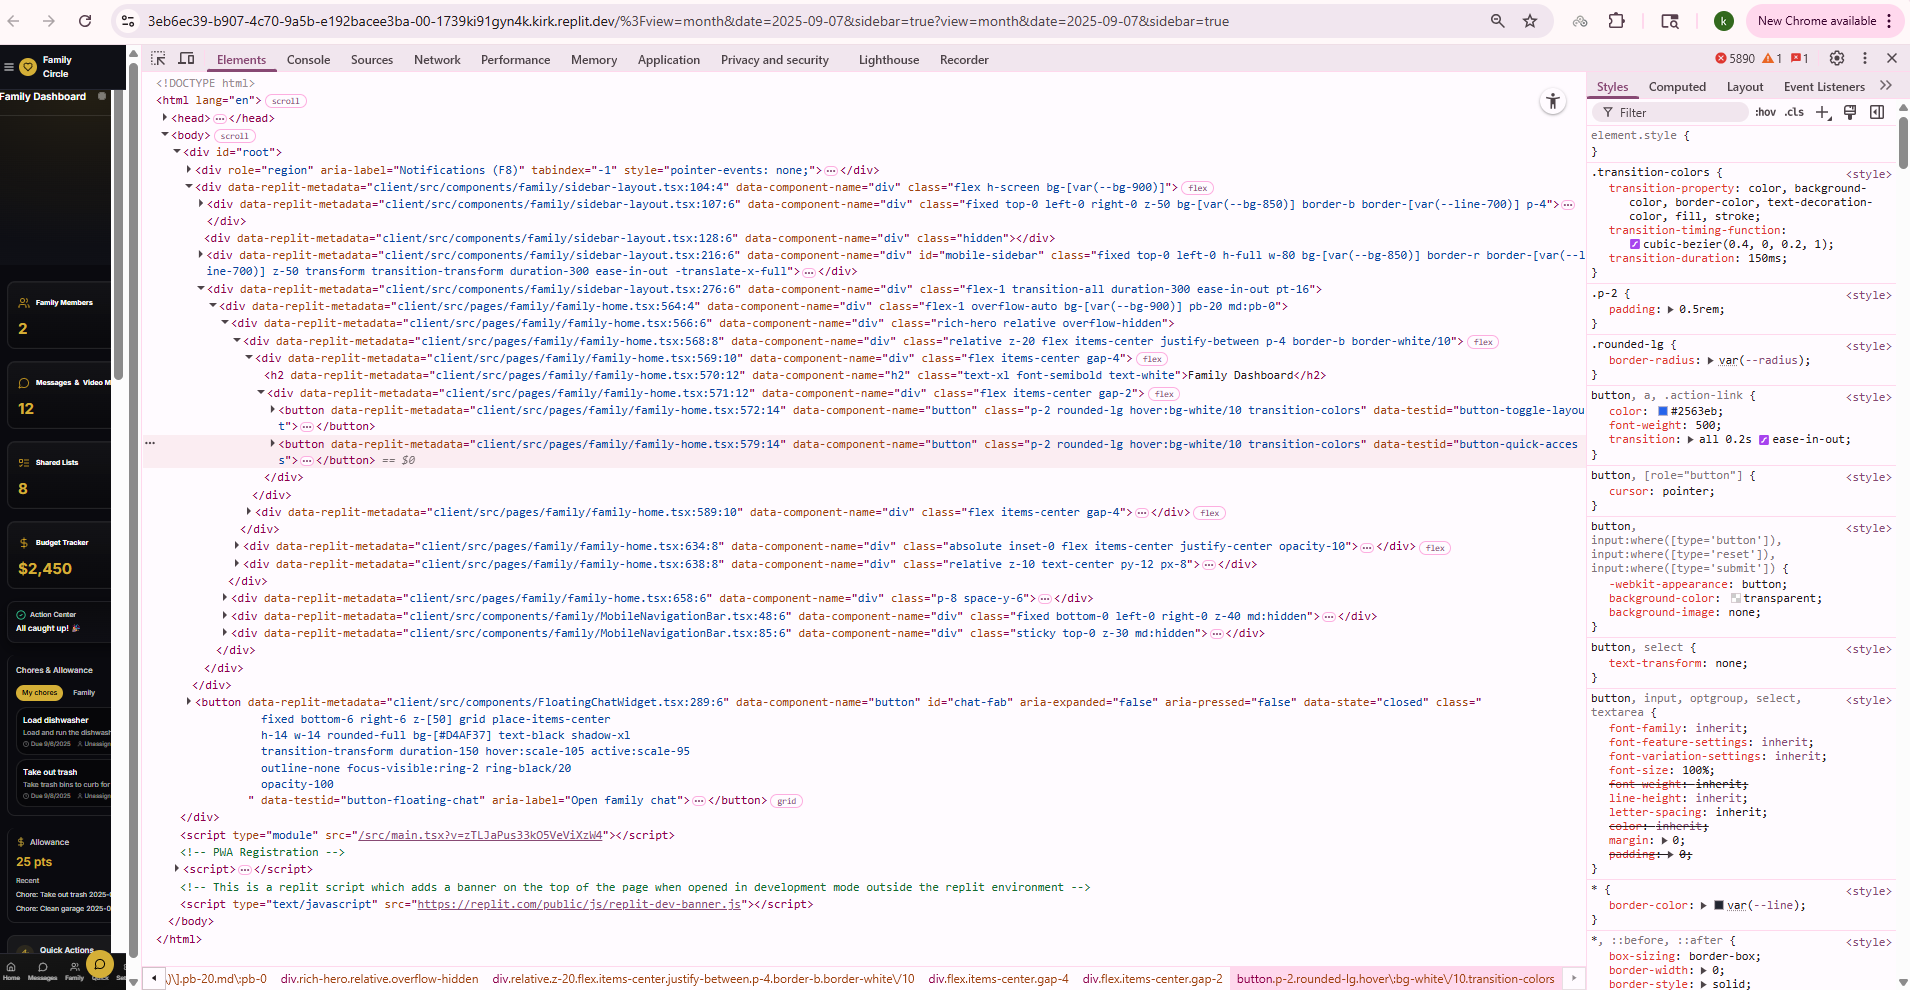 3eb6ec39-b907-4c70-9a5b-e192bacee3ba-00-1739ki91gyn4k.kirk.replit.dev/%3Fview=month&date=2025-09-07&sidebar=true?view=month&date=2025-09-07&sidebar=true
k
New Chrome available
Family
Circle
Family Dashboard
Family Members
2
Messages & Video M
12
Shared Lists
8
Budget Tracker
$2,450
Action Center
All caught up! 🎉
Chores & Allowance
My chores Family
Load dishwasher
Load and run the dishwash
Due 9/6/2025 Unassign
Take out trash
Take trash bins to curb for
Due 9/8/2025 Unassign
Allowance
25 pts
Recent
Chore: Take out trash 2025-
Chore: Clean garage 2025-0
Quick Actions
Home Messages Family Quick
Elements Console Sources Network Performance Memory Application Privacy and security Lighthouse Recorder
5890 1 1
<!DOCTYPE html>
<html lang="en"> scroll
<head> … </head>
<body> scroll
<div id="root">
<div role="region" aria-label="Notifications (F8)" tabindex="-1" style="pointer-events: none;"> … </div>
<div data-replit-metadata="client/src/components/family/sidebar-layout.tsx:104:4" data-component-name="div" class="flex h-screen bg-[var(--bg-900)]"> flex
<div data-replit-metadata="client/src/components/family/sidebar-layout.tsx:107:6" data-component-name="div" class="fixed top-0 left-0 right-0 z-50 bg-[var(--bg-850)] border-b border-[var(--line-700)] p-4"> …
</div>
<div data-replit-metadata="client/src/components/family/sidebar-layout.tsx:128:6" data-component-name="div" class="hidden"></div>
<div data-replit-metadata="client/src/components/family/sidebar-layout.tsx:216:6" data-component-name="div" id="mobile-sidebar" class="fixed top-0 left-0 h-full w-80 bg-[var(--bg-850)] border-r border-[var(--l
ine-700)] z-50 transform transition-transform duration-300 ease-in-out -translate-x-full"> … </div>
<div data-replit-metadata="client/src/components/family/sidebar-layout.tsx:276:6" data-component-name="div" class="flex-1 transition-all duration-300 ease-in-out pt-16">
<div data-replit-metadata="client/src/pages/family/family-home.tsx:564:4" data-component-name="div" class="flex-1 overflow-auto bg-[var(--bg-900)] pb-20 md:pb-0">
<div data-replit-metadata="client/src/pages/family/family-home.tsx:566:6" data-component-name="div" class="rich-hero relative overflow-hidden">
<div data-replit-metadata="client/src/pages/family/family-home.tsx:568:8" data-component-name="div" class="relative z-20 flex items-center justify-between p-4 border-b border-white/10"> flex
<div data-replit-metadata="client/src/pages/family/family-home.tsx:569:10" data-component-name="div" class="flex items-center gap-4"> flex
<h2 data-replit-metadata="client/src/pages/family/family-home.tsx:570:12" data-component-name="h2" class="text-xl font-semibold text-white">Family Dashboard</h2>
<div data-replit-metadata="client/src/pages/family/family-home.tsx:571:12" data-component-name="div" class="flex items-center gap-2"> flex
<button data-replit-metadata="client/src/pages/family/family-home.tsx:572:14" data-component-name="button" class="p-2 rounded-lg hover:bg-white/10 transition-colors" data-testid="button-toggle-layou
t"> … </button>
<button data-replit-metadata="client/src/pages/family/family-home.tsx:579:14" data-component-name="button" class="p-2 rounded-lg hover:bg-white/10 transition-colors" data-testid="button-quick-acces
s"> … </button> == $0
</div>
</div>
<div data-replit-metadata="client/src/pages/family/family-home.tsx:589:10" data-component-name="div" class="flex items-center gap-4"> … </div> flex
</div>
<div data-replit-metadata="client/src/pages/family/family-home.tsx:634:8" data-component-name="div" class="absolute inset-0 flex items-center justify-center opacity-10"> … </div> flex
<div data-replit-metadata="client/src/pages/family/family-home.tsx:638:8" data-component-name="div" class="relative z-10 text-center py-12 px-8"> … </div>
</div>
<div data-replit-metadata="client/src/pages/family/family-home.tsx:658:6" data-component-name="div" class="p-8 space-y-6"> … </div>
<div data-replit-metadata="client/src/components/family/MobileNavigationBar.tsx:48:6" data-component-name="div" class="fixed bottom-0 left-0 right-0 z-40 md:hidden"> … </div>
<div data-replit-metadata="client/src/components/family/MobileNavigationBar.tsx:85:6" data-component-name="div" class="sticky top-0 z-30 md:hidden"> … </div>
</div>
</div>
</div>
<button data-replit-metadata="client/src/components/FloatingChatWidget.tsx:289:6" data-component-name="button" id="chat-fab" aria-expanded="false" aria-pressed="false" data-state="closed" class="
fixed bottom-6 right-6 z-[50] grid place-items-center
h-14 w-14 rounded-full bg-[#D4AF37] text-black shadow-xl
transition-transform duration-150 hover:scale-105 active:scale-95
outline-none focus-visible:ring-2 ring-black/20
opacity-100
" data-testid="button-floating-chat" aria-label="Open family chat"> … </button> grid
</div>
<script type="module" src="/src/main.tsx?v=zTLJaPus33kO5VeViXzW4"></script>
<!-- PWA Registration -->
<script> … </script>
<!-- This is a replit script which adds a banner on the top of the page when opened in development mode outside the replit environment -->
<script type="text/javascript" src="https://replit.com/public/js/replit-dev-banner.js"></script>
</body>
</html>
\)\].pb-20.md\:pb-0 div.rich-hero.relative.overflow-hidden div.relative.z-20.flex.items-center.justify-between.p-4.border-b.border-white\/10 div.flex.items-center.gap-4 div.flex.items-center.gap-2 button.p-2.rounded-lg.hover\:bg-white\/10.transition-colors
Styles Computed Layout Event Listeners
Filter :hov .cls
element.style {
}
.transition-colors { <style>
transition-property: color, background-
color, border-color, text-decoration-
color, fill, stroke;
transition-timing-function:
cubic-bezier(0.4, 0, 0.2, 1);
transition-duration: 150ms;
}
.p-2 { <style>
padding: 0.5rem;
}
.rounded-lg { <style>
border-radius: var(--radius);
}
button, a, .action-link { <style>
color: #2563eb;
font-weight: 500;
transition: all 0.2s ease-in-out;
}
button, [role="button"] { <style>
cursor: pointer;
}
button, <style>
input:where([type='button']),
input:where([type='reset']),
input:where([type='submit']) {
-webkit-appearance: button;
background-color: transparent;
background-image: none;
}
button, select { <style>
text-transform: none;
}
button, input, optgroup, select, <style>
textarea {
font-family: inherit;
font-feature-settings: inherit;
font-variation-settings: inherit;
font-size: 100%;
font-weight: inherit;
line-height: inherit;
letter-spacing: inherit;
color: inherit;
margin: 0;
padding: 0;
}
* { <style>
border-color: var(--line);
}
*, ::before, ::after { <style>
box-sizing: border-box;
border-width: 0;
border-style: solid;